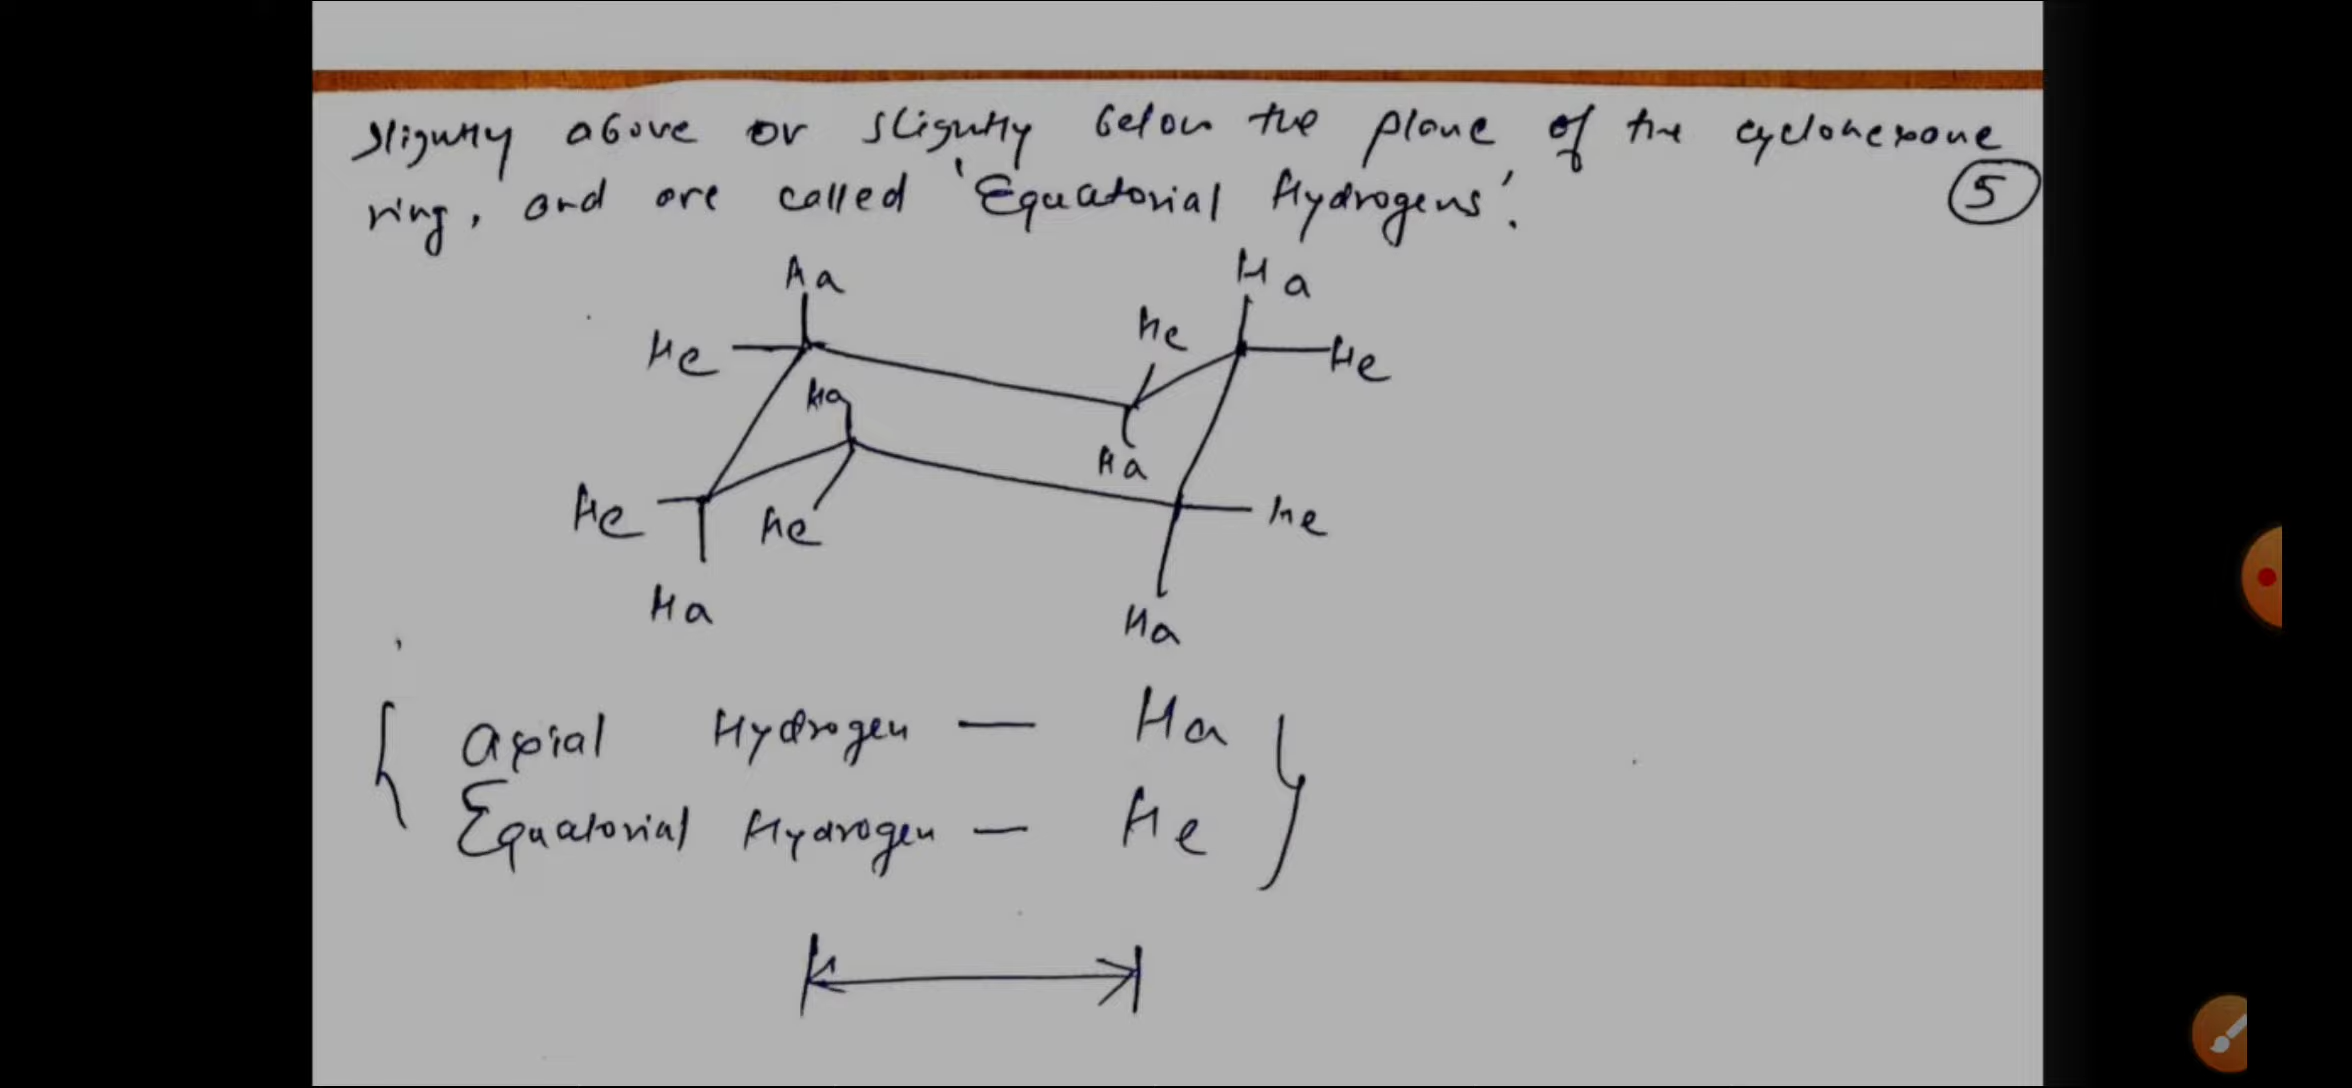 slightly above or slightly below the plane of the cyclohexane
ring, and are called 'Equatorial Hydrogens'.
5
Ha
Ha
He
He
He
Ha
Ha
He
He
He
Ha
Ha
Axial Hydrogen — Ha
Equatorial Hydrogen — He